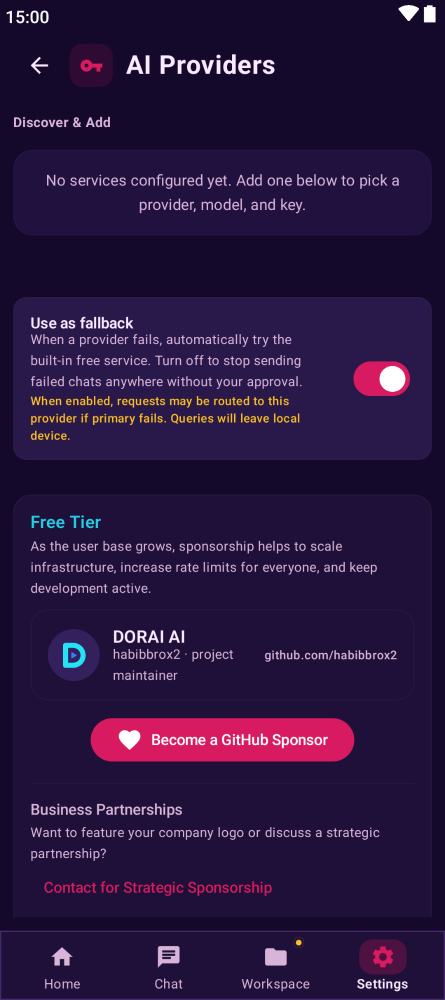 15:00
AI Providers
Discover & Add
No services configured yet. Add one below to pick a
provider, model, and key.
Use as fallback
When a provider fails, automatically try the
built-in free service. Turn off to stop sending
failed chats anywhere without your approval.
When enabled, requests may be routed to this
provider if primary fails. Queries will leave local
device.
Free Tier
As the user base grows, sponsorship helps to scale
infrastructure, increase rate limits for everyone, and keep
development active.
DORAI AI
habibbrox2 · project
maintainer
github.com/habibbrox2
Become a GitHub Sponsor
Business Partnerships
Want to feature your company logo or discuss a strategic
partnership?
Contact for Strategic Sponsorship
Home
Chat
Workspace
Settings